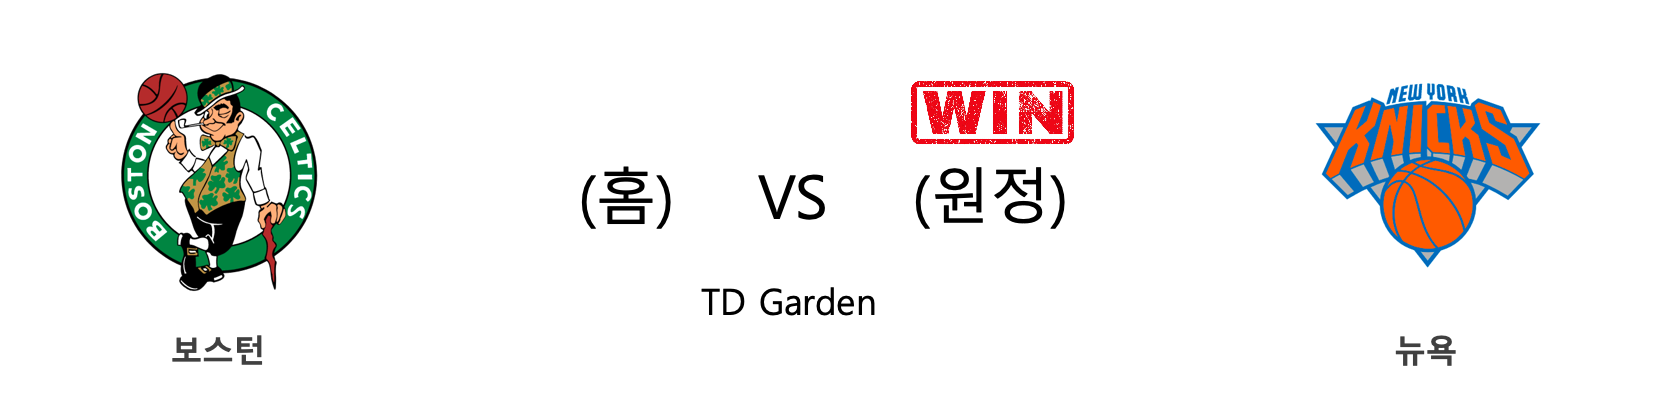 BOSTON CELTICS
NEW YORK
KNICKS
WIN
(홈) VS (원정)
TD Garden
보스턴
뉴욕